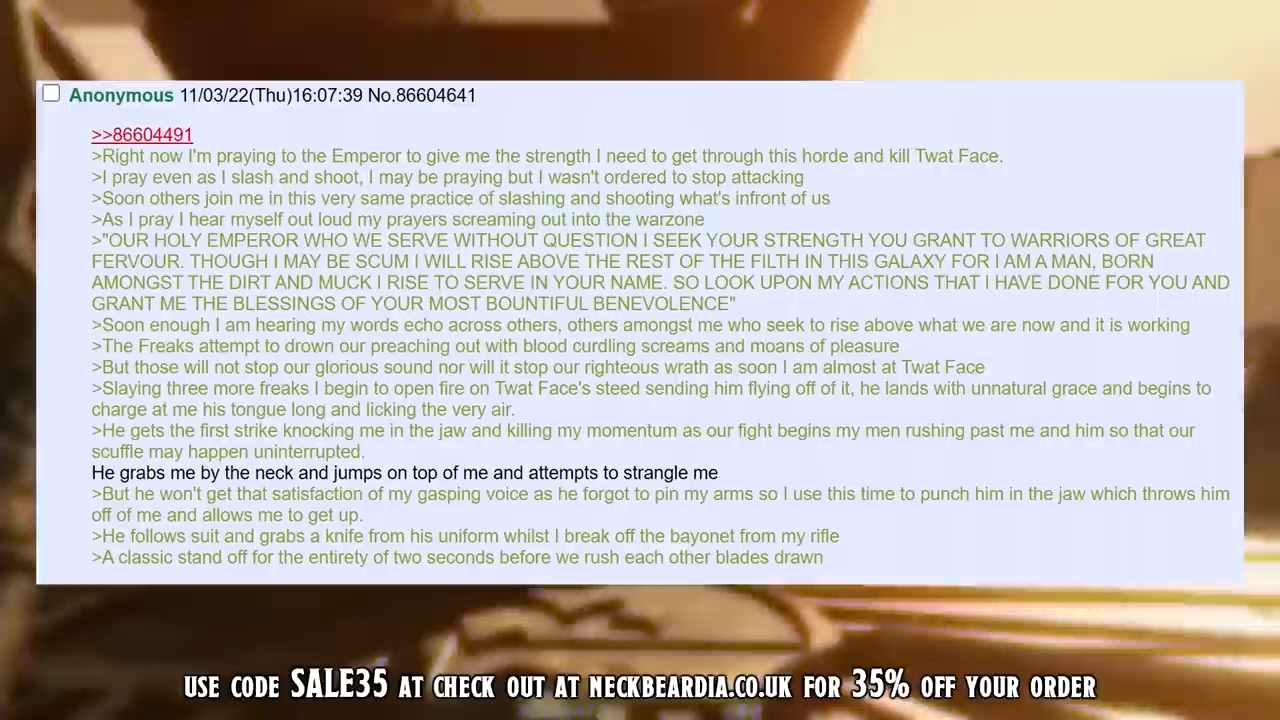 Anonymous 11/03/22(Thu)16:07:39 No.86604641
>>86604491
>Right now I'm praying to the Emperor to give me the strength I need to get through this horde and kill Twat Face.
>I pray even as I slash and shoot, I may be praying but I wasn't ordered to stop attacking
>Soon others join me in this very same practice of slashing and shooting what's infront of us
>As I pray I hear myself out loud my prayers screaming out into the warzone
>"OUR HOLY EMPEROR WHO WE SERVE WITHOUT QUESTION I SEEK YOUR STRENGTH YOU GRANT TO WARRIORS OF GREAT
FERVOUR. THOUGH I MAY BE SCUM I WILL RISE ABOVE THE REST OF THE FILTH IN THIS GALAXY FOR I AM A MAN, BORN
AMONGST THE DIRT AND MUCK I RISE TO SERVE IN YOUR NAME. SO LOOK UPON MY ACTIONS THAT I HAVE DONE FOR YOU AND
GRANT ME THE BLESSINGS OF YOUR MOST BOUNTIFUL BENEVOLENCE"
>Soon enough I am hearing my words echo across others, others amongst me who seek to rise above what we are now and it is working
>The Freaks attempt to drown our preaching out with blood curdling screams and moans of pleasure
>But those will not stop our glorious sound nor will it stop our righteous wrath as soon I am almost at Twat Face
>Slaying three more freaks I begin to open fire on Twat Face's steed sending him flying off of it, he lands with unnatural grace and begins to
charge at me his tongue long and licking the very air.
>He gets the first strike knocking me in the jaw and killing my momentum as our fight begins my men rushing past me and him so that our
scuffle may happen uninterrupted.
He grabs me by the neck and jumps on top of me and attempts to strangle me
>But he won't get that satisfaction of my gasping voice as he forgot to pin my arms so I use this time to punch him in the jaw which throws him
off of me and allows me to get up.
>He follows suit and grabs a knife from his uniform whilst I break off the bayonet from my rifle
>A classic stand off for the entirety of two seconds before we rush each other blades drawn
USE CODE SALE35 AT CHECK OUT AT NECKBEARDIA.CO.UK FOR 35% OFF YOUR ORDER